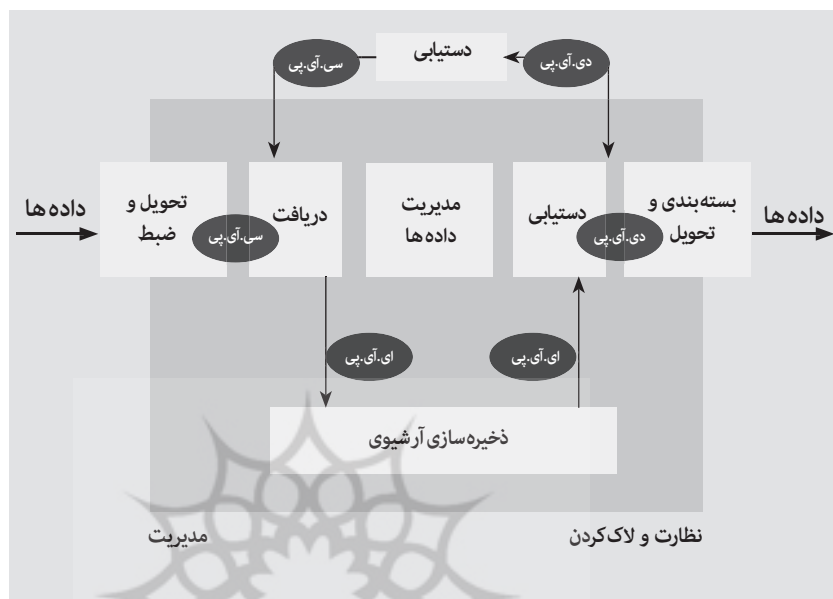 دستیابی
دی.آی.پی
سی.آی.پی
داده‌ها
بسته‌بندی و
تحویل
دی.آی.پی
دستیابی
مدیریت
داده‌ها
دریافت
سی.آی.پی
تحویل و
ضبط
داده‌ها
ای.آی.پی
ای.آی.پی
ذخیره‌سازی آرشیوی
نظارت و لاک‌کردن
مدیریت